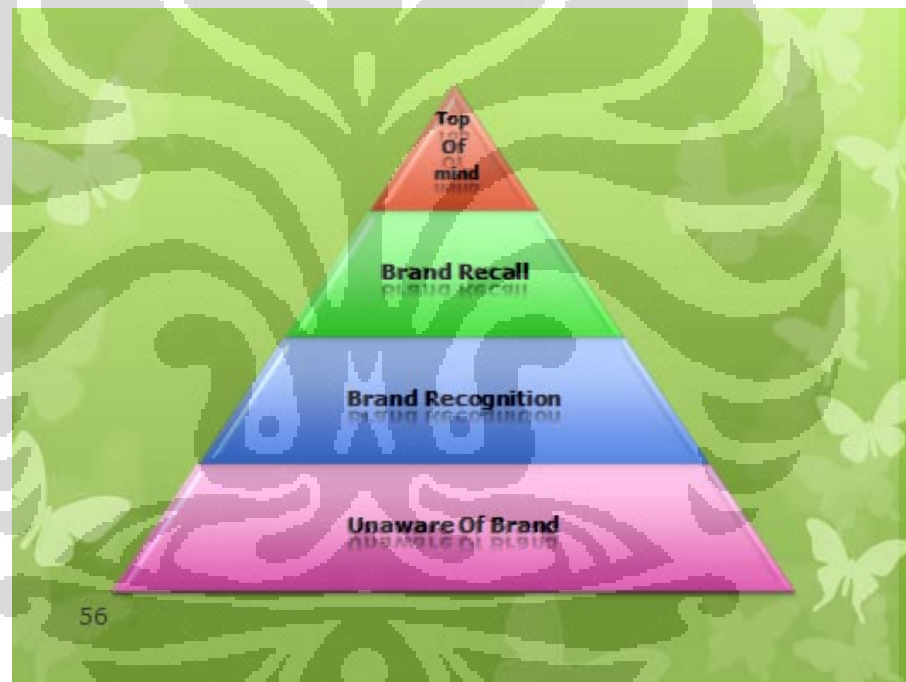 Top
Of
mind
Brand Recall
Brand Recognition
Unaware Of Brand
56